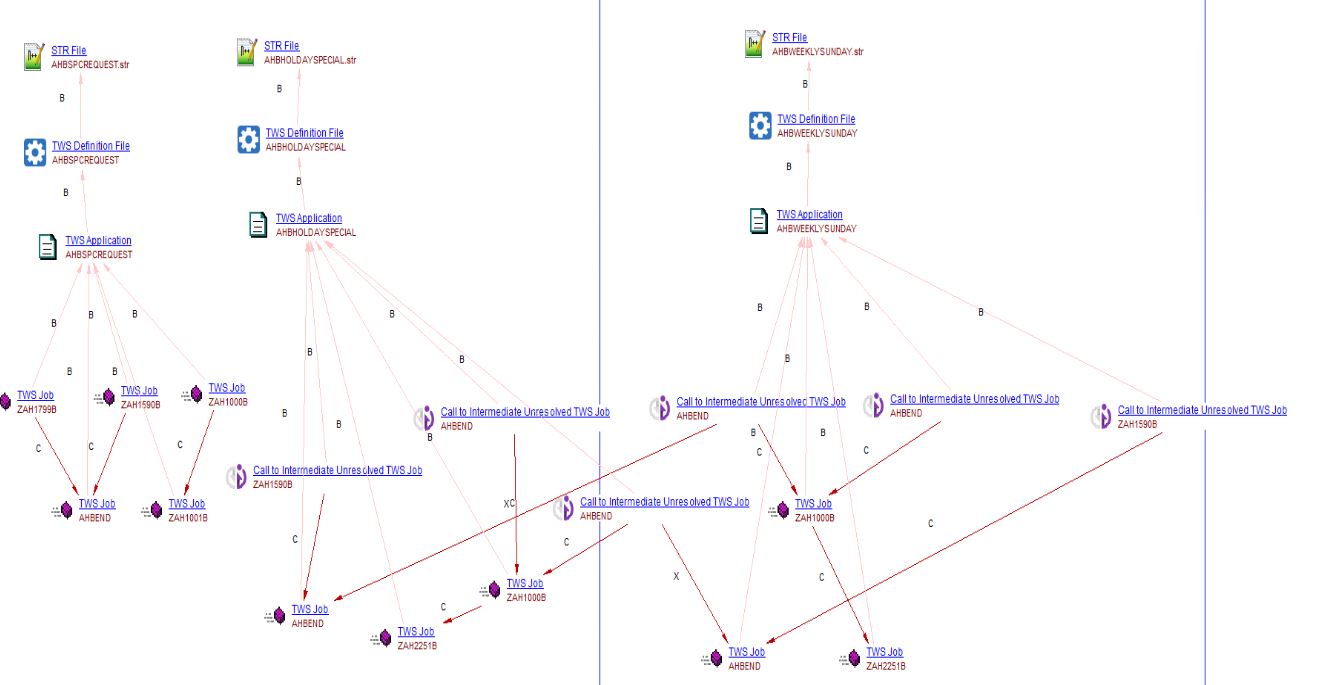 STR File
AHBSPCREQUEST.str
STR File
AHBHOLDAYSPECIAL.str
STR File
AHBWEEKLYSUNDAY.str
B
B
B
TWS Definition File
AHBSPCREQUEST
TWS Definition File
AHBHOLDAYSPECIAL
TWS Definition File
AHBWEEKLYSUNDAY
B
B
B
TWS Application
AHBSPCREQUEST
TWS Application
AHBHOLDAYSPECIAL
TWS Application
AHBWEEKLYSUNDAY
B
B
B
B
B
B
B
B
B
B
B
B
B
TWS Job
ZAH1799B
TWS Job
ZAH1590B
TWS Job
ZAH1000B
Call to Intermediate Unresolved TWS Job
AHBEND
Call to Intermediate Unresolved TWS Job
AHBEND
Call to Intermediate Unresolved TWS Job
AHBEND
Call to Intermediate Unresolved TWS Job
ZAH1590B
B
B
B
B
B
C
C
C
C
C
Call to Intermediate Unresolved TWS Job
ZAH1590B
TWS Job
AHBEND
TWS Job
ZAH1001B
XC
Call to Intermediate Unresolved TWS Job
AHBEND
TWS Job
ZAH1000B
C
C
C
X
C
TWS Job
ZAH1000B
TWS Job
AHBEND
C
TWS Job
ZAH2251B
TWS Job
AHBEND
TWS Job
ZAH2251B